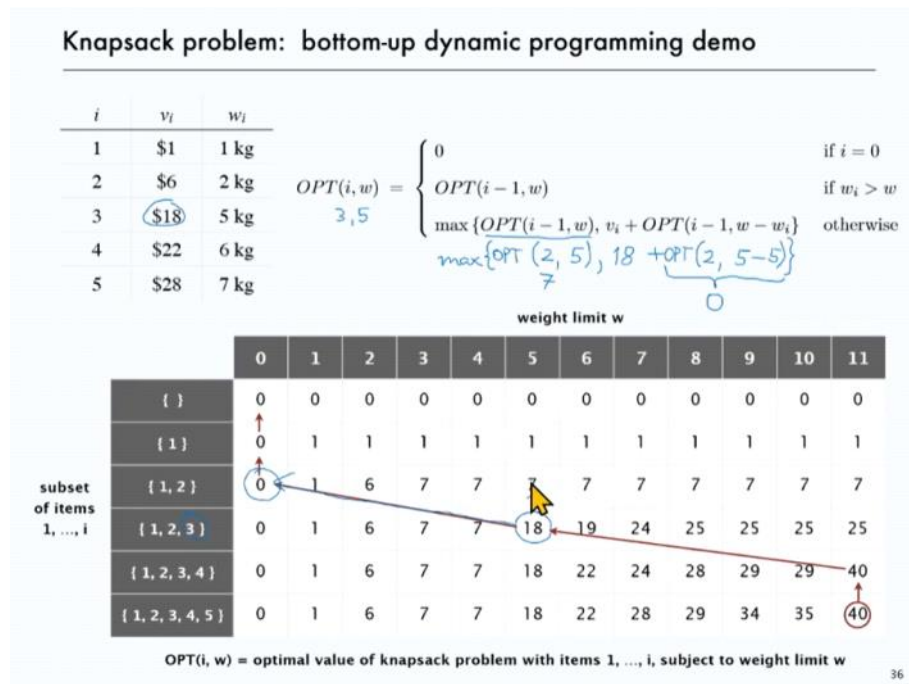 Knapsack problem: bottom-up dynamic programming demo
i vi wi
1 $1 1 kg
2 $6 2 kg
3 $18 5 kg
4 $22 6 kg
5 $28 7 kg
OPT(i, w) =
3,5
0 if i = 0
OPT(i − 1, w) if wi > w
max {OPT(i − 1, w), vi + OPT(i − 1, w − wi} otherwise
max{OPT (2, 5), 18 +OPT(2, 5−5)}
7
0
weight limit w
0 1 2 3 4 5 6 7 8 9 10 11
{ } 0 0 0 0 0 0 0 0 0 0 0 0
{ 1 } 0 1 1 1 1 1 1 1 1 1 1 1
{ 1, 2 } 0 1 6 7 7 7 7 7 7 7 7
{ 1, 2, 3 } 0 1 6 7 7 18 19 24 25 25 25 25
{ 1, 2, 3, 4 } 0 1 6 7 7 18 22 24 28 29 29 40
{ 1, 2, 3, 4, 5 } 0 1 6 7 7 18 22 28 29 34 35 40
subset
of items
1, ..., i
OPT(i, w) = optimal value of knapsack problem with items 1, ..., i, subject to weight limit w
36